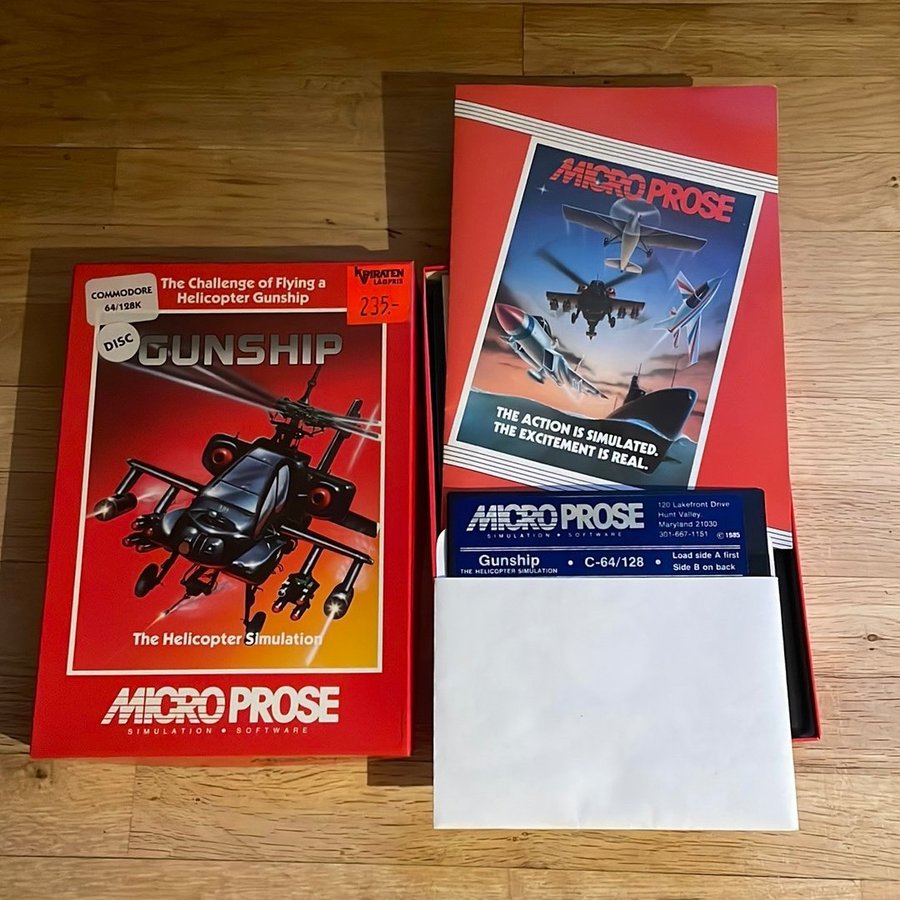 The Challenge of Flying a
Helicopter Gunship
COMMODORE
64/128K
PIRATEN
LÅGPRIS
235:-
DISC
GUNSHIP
The Helicopter Simulation
MICRO PROSE
SIMULATION • SOFTWARE
MICRO PROSE
THE ACTION IS SIMULATED.
THE EXCITEMENT IS REAL.
MICRO PROSE
SIMULATION • SOFTWARE
120 Lakefront Drive
Hunt Valley,
Maryland 21030
301-667-1151 © 1985
Gunship • C-64/128 •
THE HELICOPTER SIMULATION
Load side A first
Side B on back